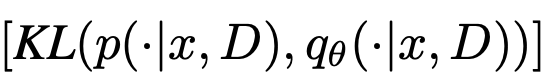 [KL(p(·|x, D), q_θ(·|x, D))]